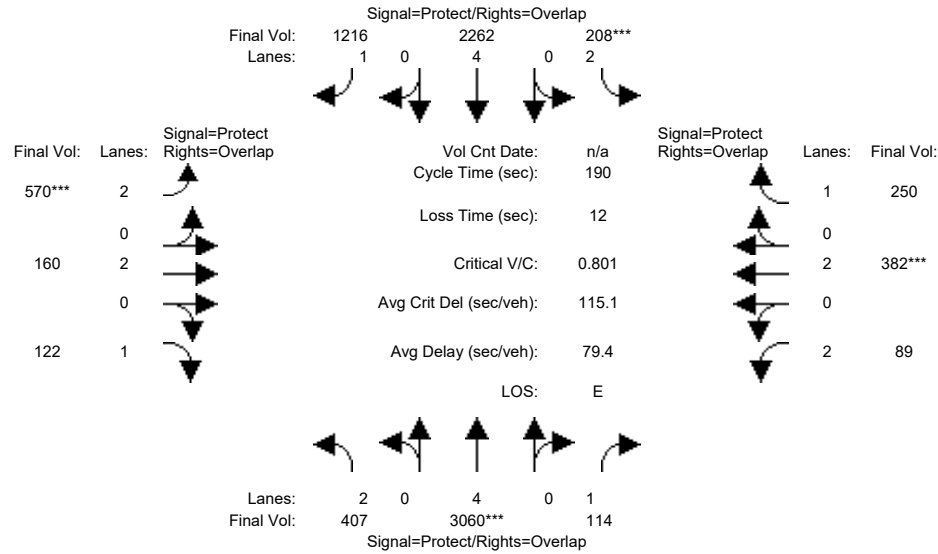 Signal=Protect/Rights=Overlap
Final Vol: 1216 2262 208***
Lanes: 1 0 4 0 2
Signal=Protect
Final Vol: Lanes: Rights=Overlap
Vol Cnt Date: n/a
Signal=Protect
Rights=Overlap Lanes: Final Vol:
Cycle Time (sec): 190
570*** 2
1 250
Loss Time (sec): 12
0
0
160 2
Critical V/C: 0.801
2 382***
0
Avg Crit Del (sec/veh): 115.1
0
122 1
Avg Delay (sec/veh): 79.4
2 89
LOS: E
Lanes: 2 0 4 0 1
Final Vol: 407 3060*** 114
Signal=Protect/Rights=Overlap